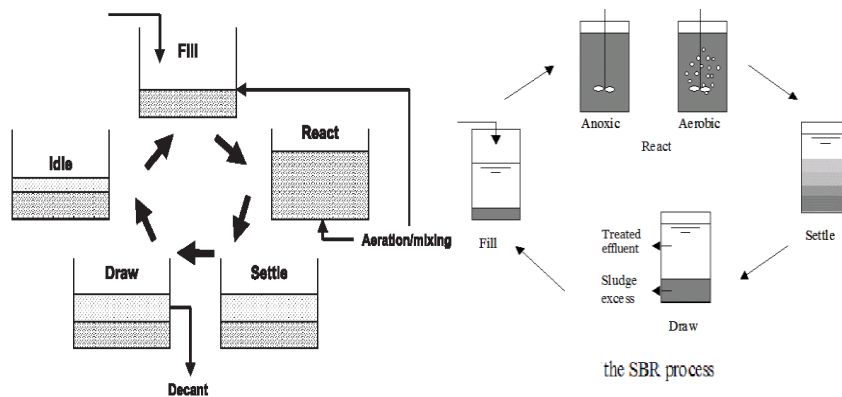 Fill
React
Idle
Aeration/mixing
Draw
Settle
Decant
Anoxic
Aerobic
React
Fill
Settle
Treated
effluent
Sludge
excess
Draw
the SBR process